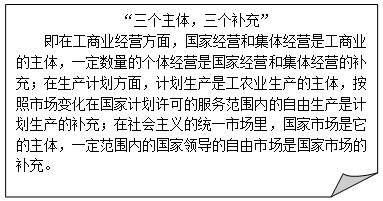 “三个主体，三个补充”
即在工商业经营方面，国家经营和集体经营是工商业
的主体，一定数量的个体经营是国家经营和集体经营的补
充；在生产计划方面，计划生产是工农业生产的主体，按
照市场变化在国家计划许可的服务范围内的自由生产是计
划生产的补充；在社会主义的统一市场里，国家市场是它
的主体，一定范围内的国家领导的自由市场是国家市场的
补充。